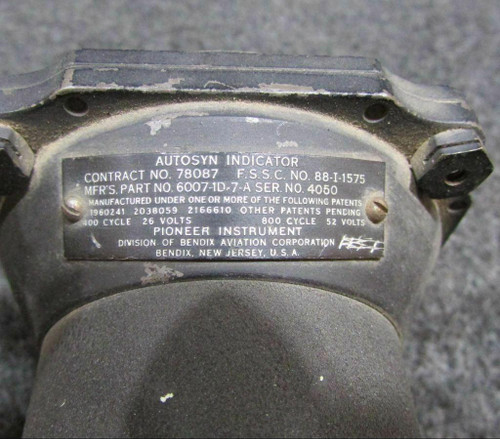 AUTOSYN INDICATOR
CONTRACT NO. 78087 F.S.S.C. NO. 88-I-1575
MFR'S. PART NO. 6007-1D-7-A SER. NO. 4050
MANUFACTURED UNDER ONE OR MORE OF THE FOLLOWING PATENTS
1960241 2038059 2166610 OTHER PATENTS PENDING
400 CYCLE 26 VOLTS 800 CYCLE 52 VOLTS
PIONEER INSTRUMENT
DIVISION OF BENDIX AVIATION CORPORATION
BENDIX, NEW JERSEY, U.S.A.